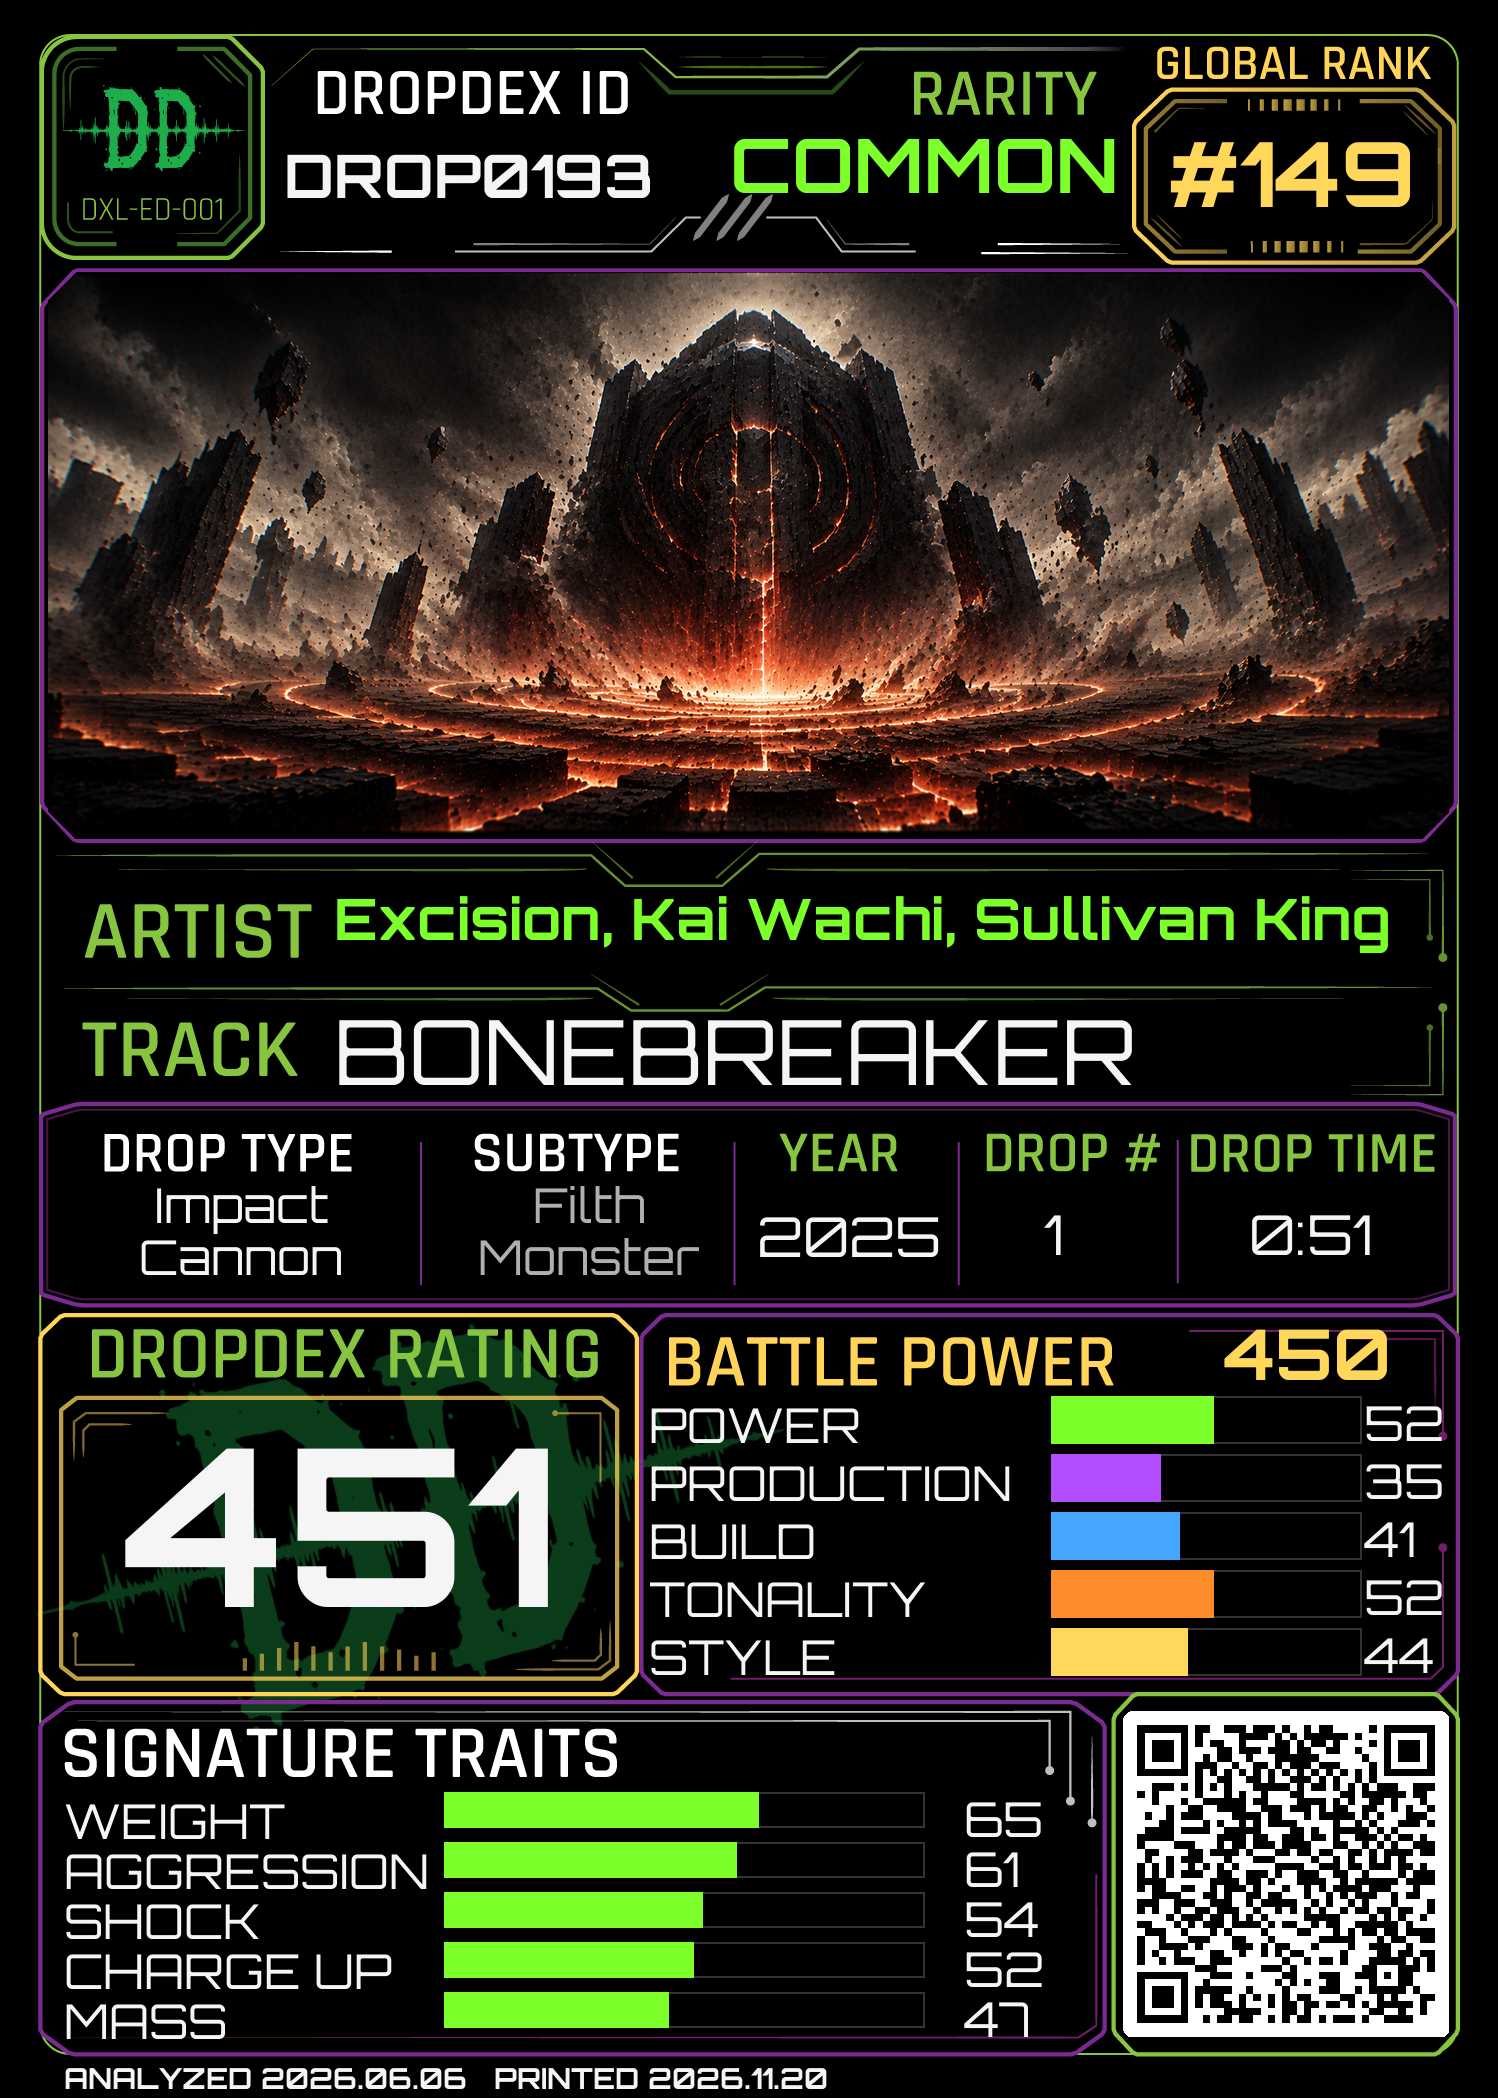 DD
DXL-ED-001
DROPDEX ID
DROP0193
RARITY
COMMON
GLOBAL RANK
#149
ARTIST Excision, Kai Wachi, Sullivan King
TRACK BONEBREAKER
DROP TYPE
Impact
Cannon
SUBTYPE
Filth
Monster
YEAR
2025
DROP #
1
DROP TIME
0:51
DROPDEX RATING
451
BATTLE POWER 450
POWER 52
PRODUCTION 35
BUILD 41
TONALITY 52
STYLE 44
SIGNATURE TRAITS
WEIGHT 65
AGGRESSION 61
SHOCK 54
CHARGE UP 52
MASS 47
ANALYZED 2026.06.06 PRINTED 2026.11.20